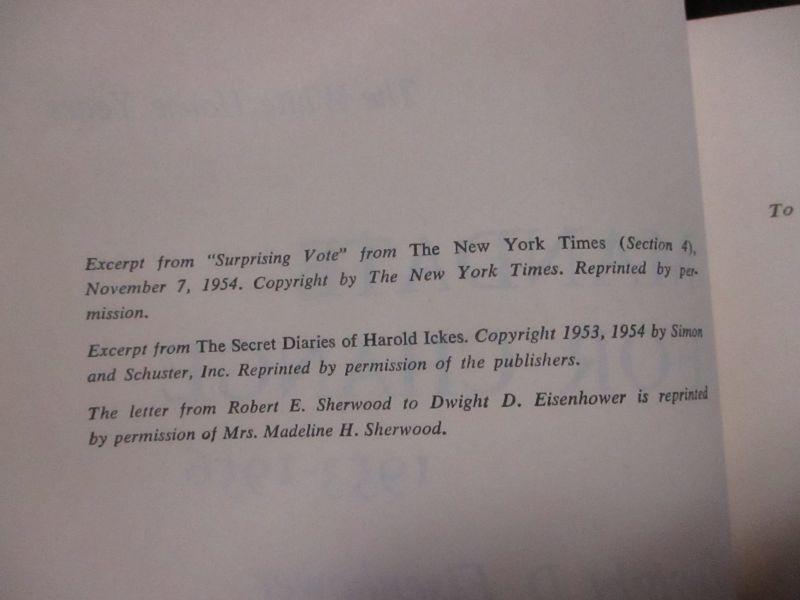 Excerpt from "Surprising Vote" from The New York Times (Section 4),
November 7, 1954. Copyright by The New York Times. Reprinted by per-
mission.
Excerpt from The Secret Diaries of Harold Ickes. Copyright 1953, 1954 by Simon
and Schuster, Inc. Reprinted by permission of the publishers.
The letter from Robert E. Sherwood to Dwight D. Eisenhower is reprinted
by permission of Mrs. Madeline H. Sherwood.
To